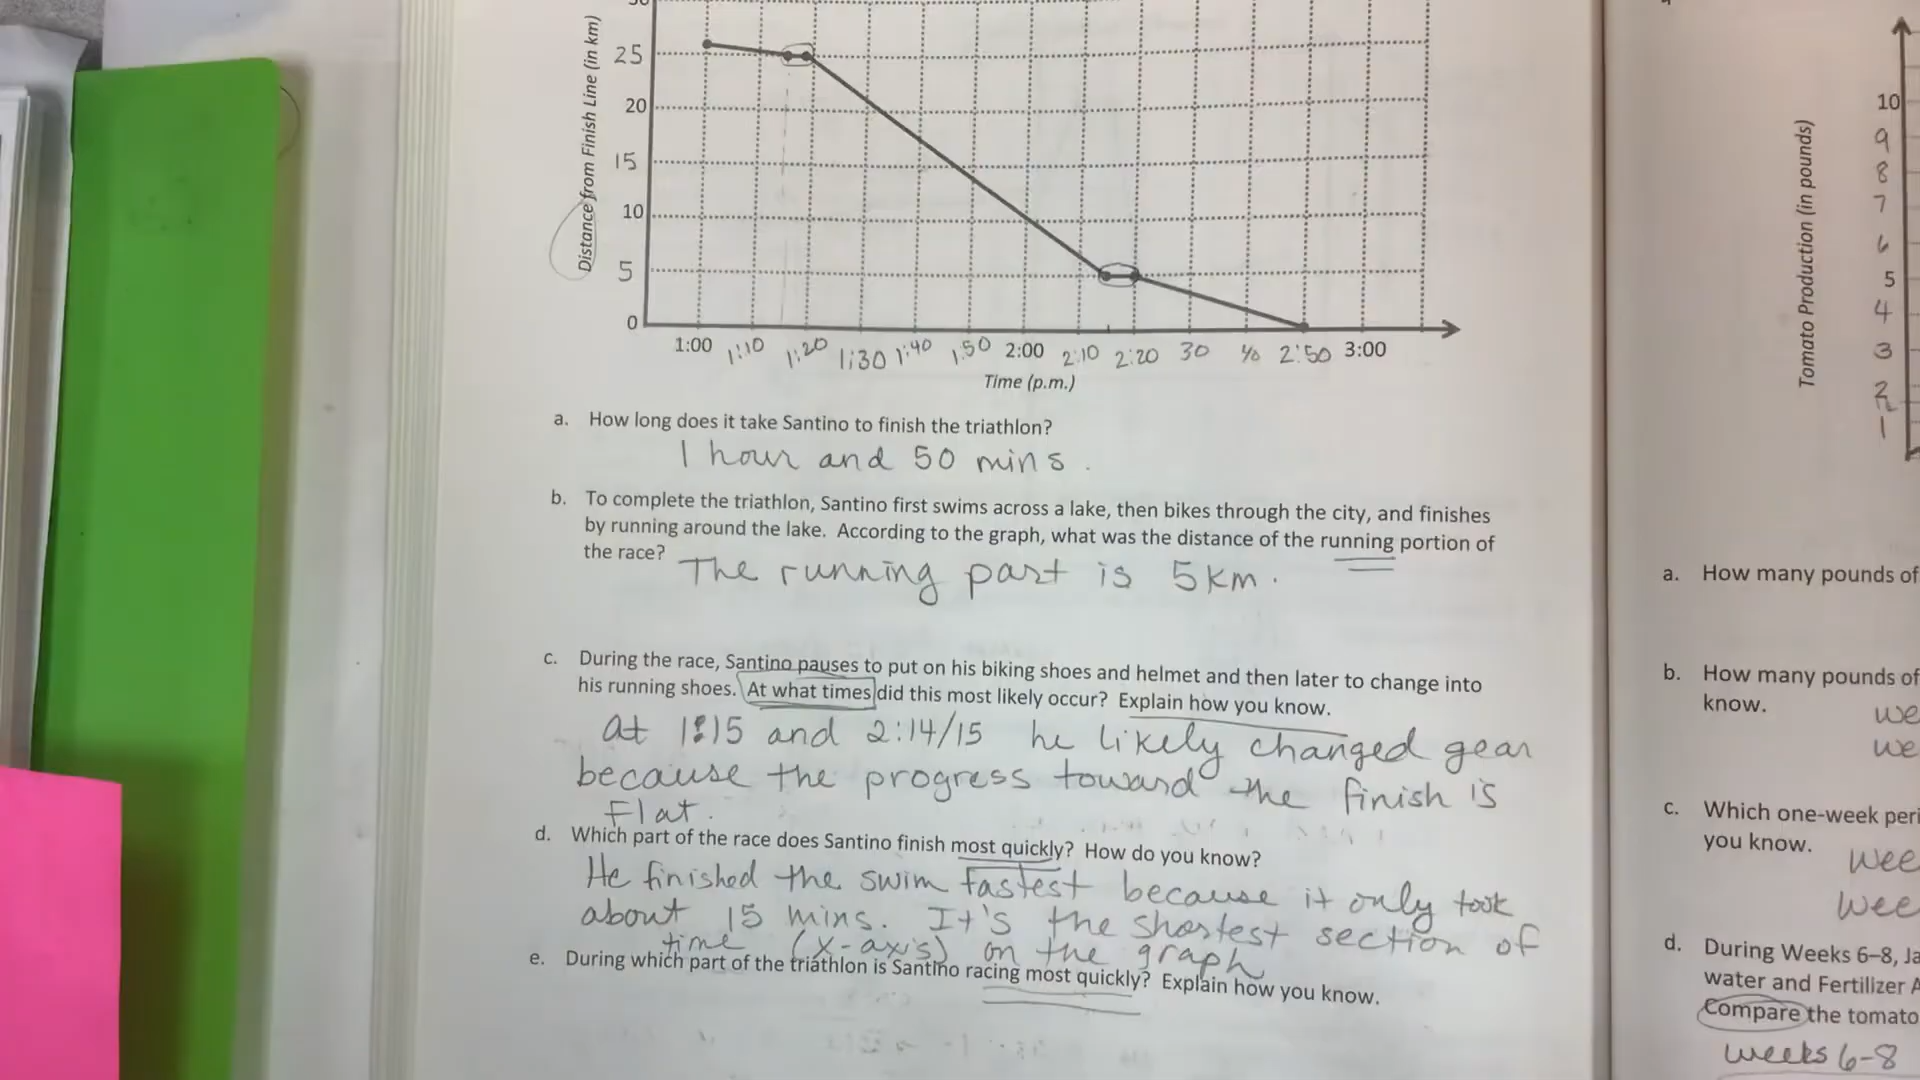 Distance from Finish Line (in km)
25
20
15
10
5
0
1:00 1:10 1:20 1:30 1:40 1:50 2:00 2:10 2:20 30 40 2:50 3:00
Time (p.m.)
a. How long does it take Santino to finish the triathlon?
1 hour and 50 mins.
b. To complete the triathlon, Santino first swims across a lake, then bikes through the city, and finishes
by running around the lake. According to the graph, what was the distance of the running portion of
the race? The running part is 5km.
c. During the race, Santino pauses to put on his biking shoes and helmet and then later to change into
his running shoes. At what times did this most likely occur? Explain how you know.
at 1:15 and 2:14/15 he likely changed gear
because the progress toward the finish is
flat.
d. Which part of the race does Santino finish most quickly? How do you know?
He finished the swim fastest because it only took
about 15 mins. It's the shortest section of
time (x-axis) on the graph
e. During which part of the triathlon is Santino racing most quickly? Explain how you know.
Tomato Production (in pounds)
10
9
8
7
6
5
4
3
2
1
a. How many pounds of
b. How many pounds of
know.
we
we
c. Which one-week peri
you know.
wee
wee
d. During Weeks 6–8, Ja
water and Fertilizer A
Compare the tomato
weeks 6-8